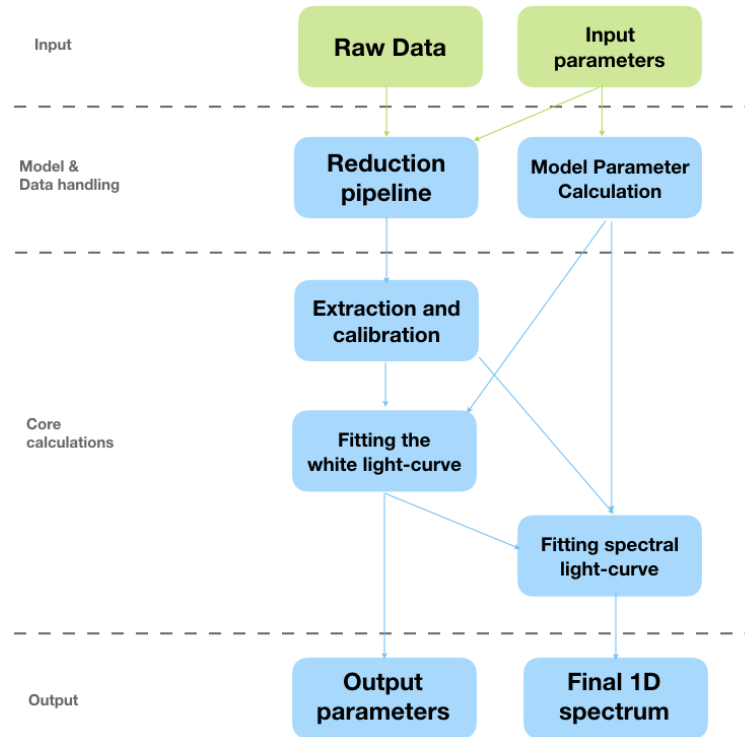 Input
Raw Data
Input
parameters
Model &
Data handling
Reduction
pipeline
Model Parameter
Calculation
Extraction and
calibration
Core
calculations
Fitting the
white light-curve
Fitting spectral
light-curve
Output
Output
parameters
Final 1D
spectrum